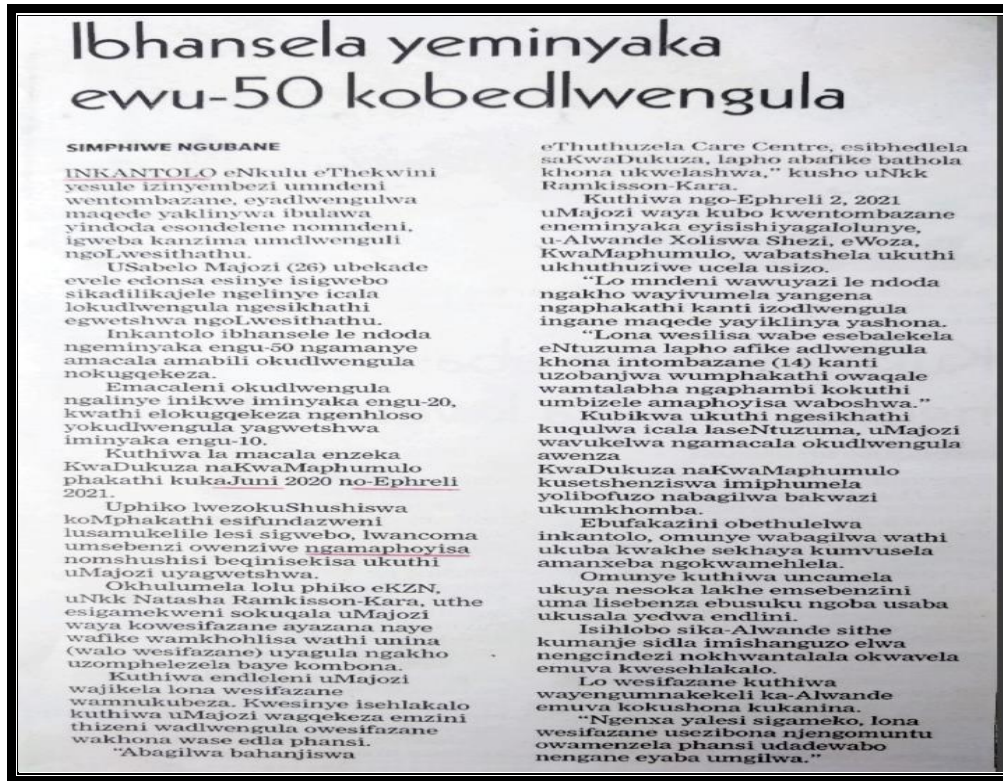 Ibhansela yeminyaka
ewu-50 kobedlwengula
SIMPHIWE NGUBANE
INKANTOLO eNkulu eThekwini
yesule izinyembezi umndeni
wentombazane, eyadlwengulwa
maqede yaklinywa ibulawa
yindoda esondelene nomndeni,
igweba kanzima umdlwenguli
ngoLwesithathu.
USabelo Majozi (26) ubekade
evele edonsa esinye isigwebo
sikadilikajele ngelinye icala
lokudlwengula ngesikhathi
egwetshwa ngoLwesithathu.
Inkantolo ibhansele le ndoda
ngeminyaka engu-50 ngamanye
amacala amabili okudlwengula
nokugqekeza.
Emacaleni okudlwengula
ngalinye inikwe iminyaka engu-20,
kwathi elokugqekeza ngenhloso
yokudlwengula yagwetshwa
iminyaka engu-10.
Kuthiwa la macala enzeka
KwaDukuza naKwaMaphumulo
phakathi kukaJuni 2020 no-Ephreli
2021.
Uphiko lwezokuShushiswa
koMphakathi esifundazweni
lusamukelile lesi sigwebo, lwancoma
umsebenzi owenziwe ngamaphoyisa
nomshushisi beqinisekisa ukuthi
uMajozi uyagwetshwa.
Okhulumela lolu phiko eKZN,
uNkk Natasha Ramkisson-Kara, uthe
esigamekweni sokuqala uMajozi
waya kowesifazane ayazana naye
wafike wamkhohlisa wathi unina
(walo wesifazane) uyagula ngakho
uzomphelezela baye kombona.
Kuthiwa endleleni uMajozi
wajikela lona wesifazane
wamnukubeza. Kwesinye isehlakalo
kuthiwa uMajozi wagqekeza emzini
thizeni wadlwengula owesifazane
wakhona wase edla phansi.
"Abagilwa bahanjiswa
eThuthuzela Care Centre, esibhedlela
saKwaDukuza, lapho abafike bathola
khona ukwelashwa," kusho uNkk
Ramkisson-Kara.
Kuthiwa ngo-Ephreli 2, 2021
uMajozi waya kubo kwentombazane
eneminyaka eyisishiyagalolunye,
u-Alwande Xoliswa Shezi, eWoza,
KwaMaphumulo, wabatshela ukuthi
ukhuthuziwe ucela usizo.
"Lo mndeni wawuyazi le ndoda
ngakho wayivumela yangena
ngaphakathi kanti izodlwengula
ingane maqede yayiklinya yashona.
"Lona wesilisa wabe esebalekela
eNtuzuma lapho afike adlwengula
khona intombazane (14) kanti
uzobanjwa wumphakathi owaqale
wamtalabha ngaphambi kokuthi
umbizele amaphoyisa waboshwa."
Kubikwa ukuthi ngesikhathi
kuqulwa icala laseNtuzuma, uMajozi
wavukelwa ngamacala okudlwengula
awenza
KwaDukuza naKwaMaphumulo
kusetshenziswa imiphumela
yolibofuzo nabagilwa bakwazi
ukumkhomba.
Ebufakazini obethulelwa
inkantolo, omunye wabagilwa wathi
ukuba kwakhe sekhaya kumvusela
amanxeba ngokwamehlela.
Omunye kuthiwa uncamela
ukuya nesoka lakhe emsebenzini
uma lisebenza ebusuku ngoba usaba
ukusala yedwa endlini.
Isihlobo sika-Alwande sithe
kumanje sidla imishanguzo elwa
nengcindezi nokhwantalala okwavela
emuva kwesehlakalo.
Lo wesifazane kuthiwa
wayengumnakekeli ka-Alwande
emuva kokushona kukanina.
"Ngenxa yalesi sigameko, lona
wesifazane usezibona njengomuntu
owamenzela phansi udadewabo
nengane eyaba umgilwa."